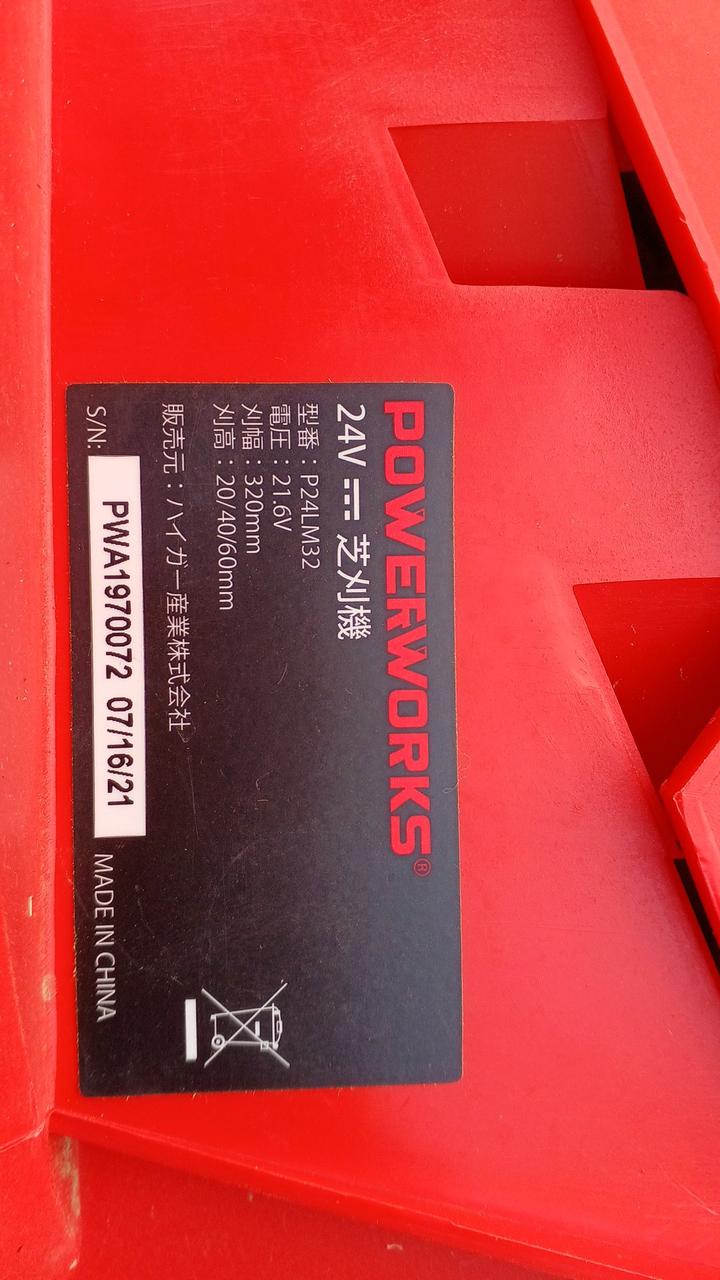 POWERWORKS®
24V ⎓ 芝刈機
型番：P24LM32
電圧：21.6V
刈幅：320mm
刈高：20/40/60mm
販売元：ハイガー産業株式会社
S/N: PWA1970072 07/16/21 MADE IN CHINA